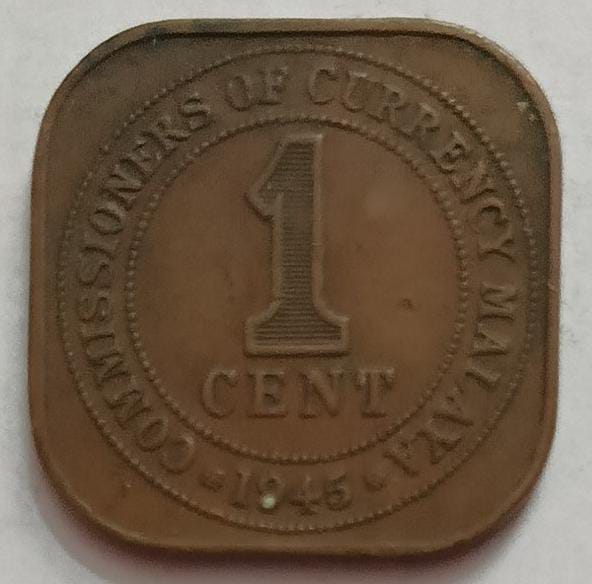 COMMISSIONERS OF CURRENCY MALAYA
1
CENT
1945